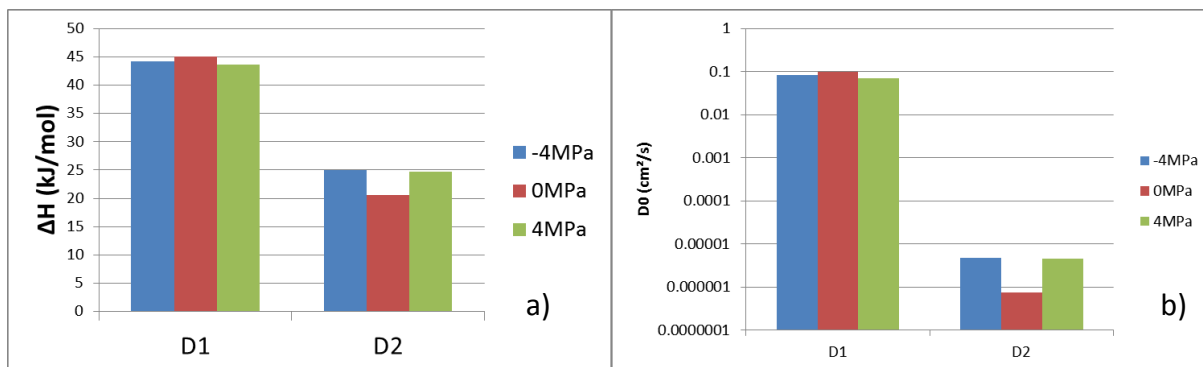 50
45
40
35
30
25
20
15
10
5
0
ΔH (kJ/mol)
D1
D2
-4MPa
0MPa
4MPa
a)
1
0.1
0.01
0.001
0.0001
0.00001
0.000001
0.0000001
D0 (cm²/s)
D1
D2
-4MPa
0MPa
4MPa
b)